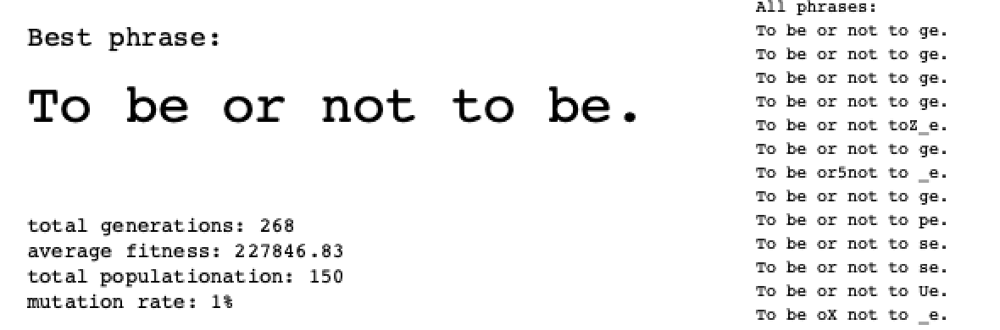 Best phrase:
To be or not to be.
total generations: 268
average fitness: 227846.83
total populationation: 150
mutation rate: 1%
All phrases:
To be or not to ge.
To be or not to ge.
To be or not to ge.
To be or not to ge.
To be or not toZ_e.
To be or not to ge.
To be or5not to _e.
To be or not to ge.
To be or not to pe.
To be or not to se.
To be or not to se.
To be or not to Ue.
To be oX not to _e.